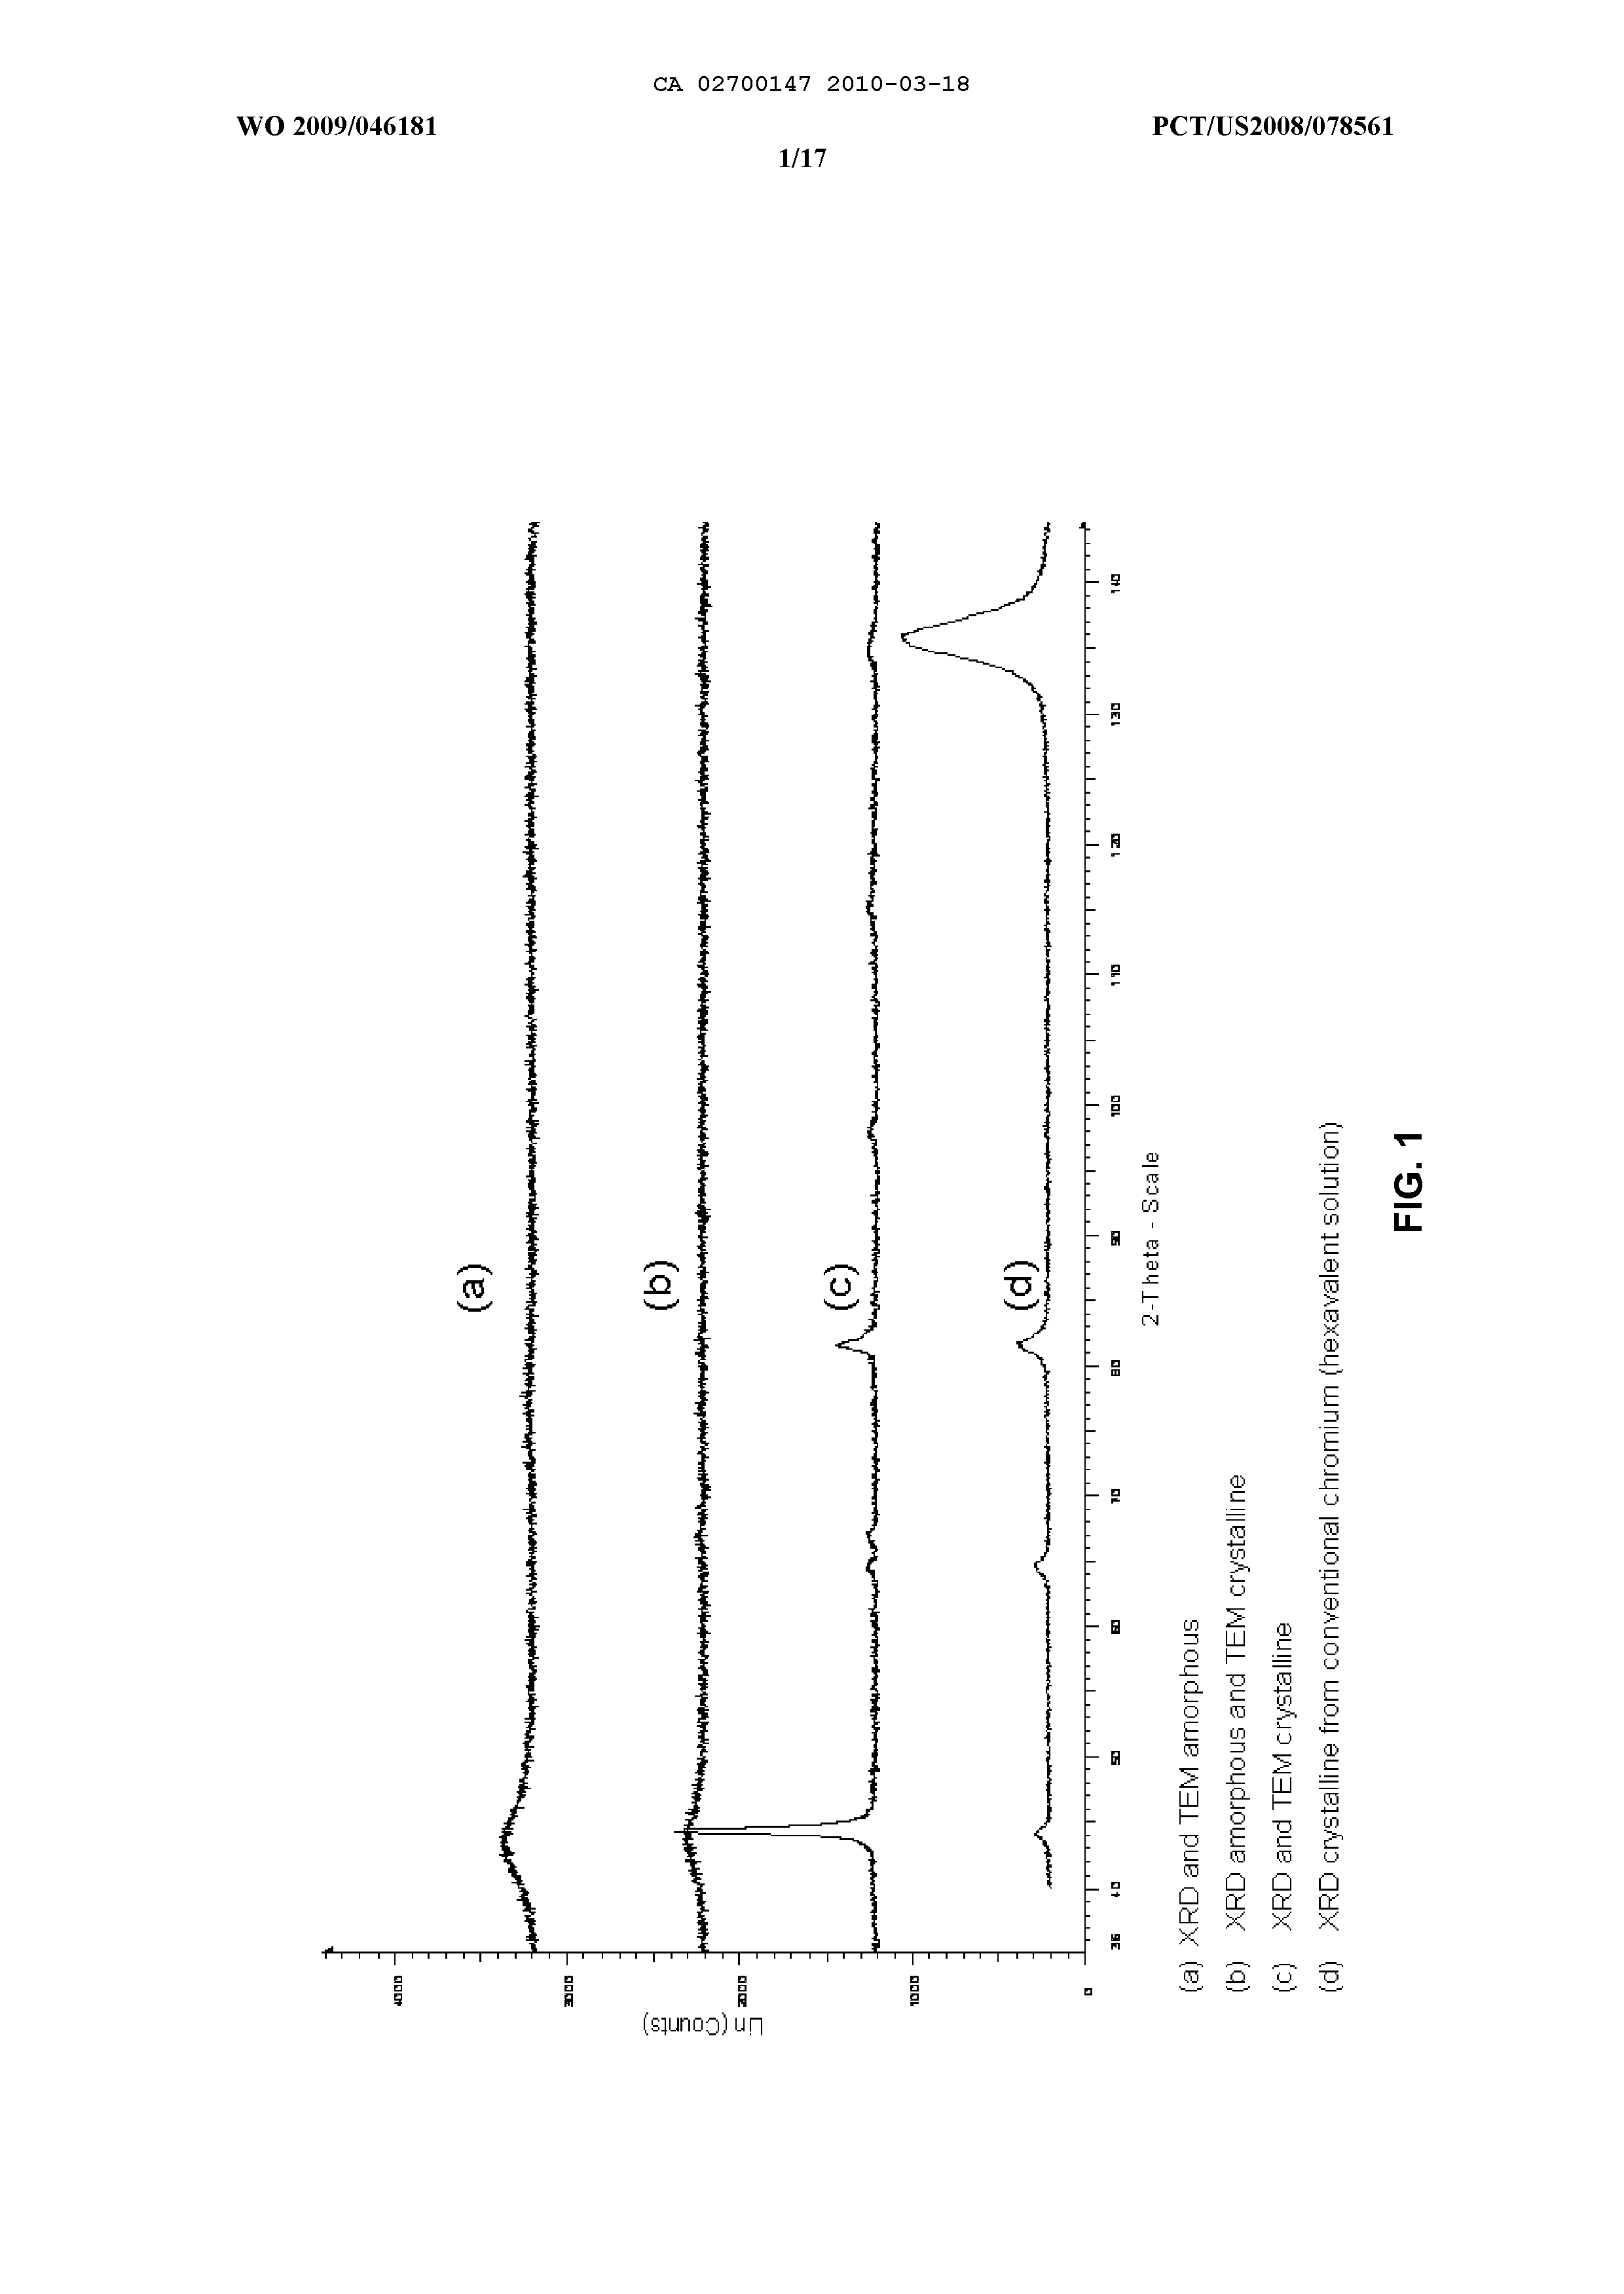 CA 02700147 2010-03-18
WO 2009/046181
PCT/US2008/078561
1/17
(a)
(b)
(c)
(d)
Lin (Counts)
4000
3000
2000
1000
0
35
40
50
60
70
80
90
100
110
120
130
140
2-Theta - Scale
(a) XRD and TEM amorphous
(b) XRD amorphous and TEM crystalline
(c) XRD and TEM crystalline
(d) XRD crystalline from conventional chromium (hexavalent solution)
FIG. 1